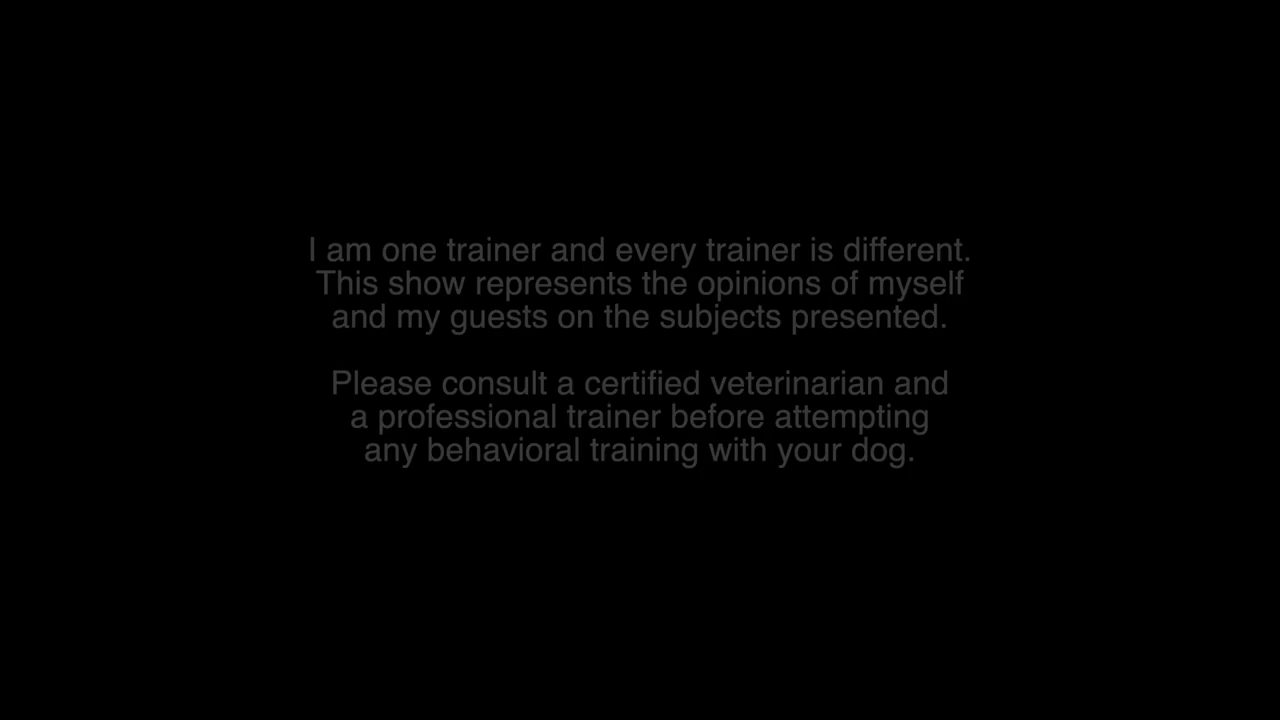 I am one trainer and every trainer is different.
This show represents the opinions of myself
and my guests on the subjects presented.
Please consult a certified veterinarian and
a professional trainer before attempting
any behavioral training with your dog.